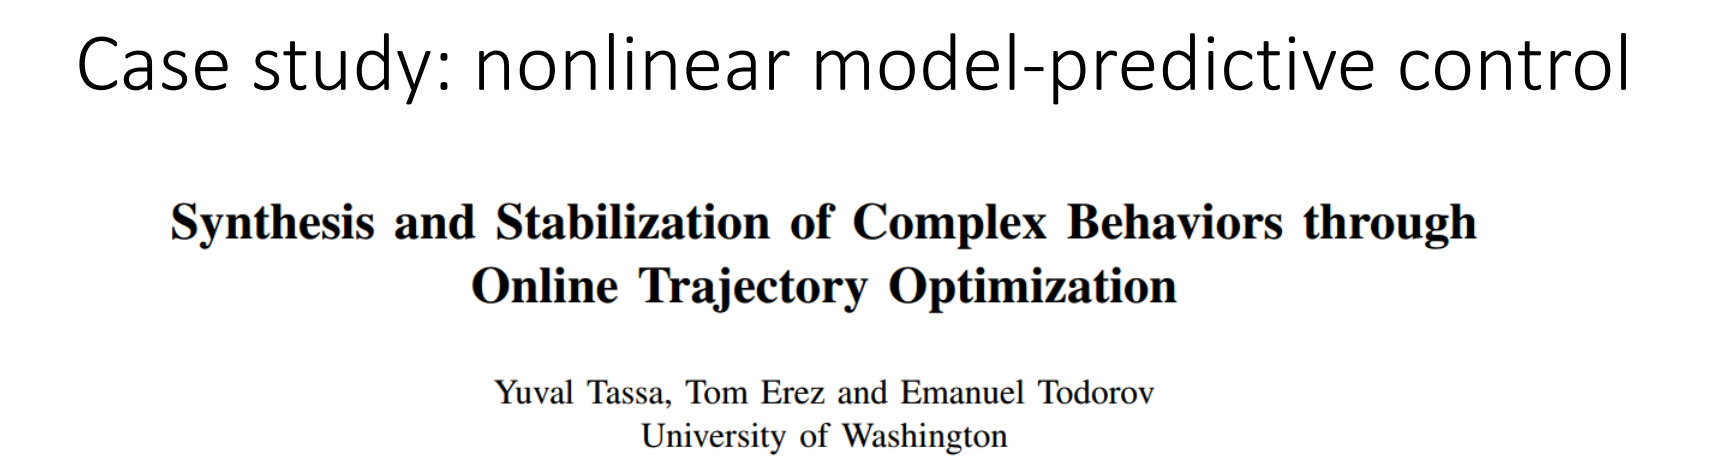 Case study: nonlinear model-predictive control
Synthesis and Stabilization of Complex Behaviors through
Online Trajectory Optimization
Yuval Tassa, Tom Erez and Emanuel Todorov
University of Washington